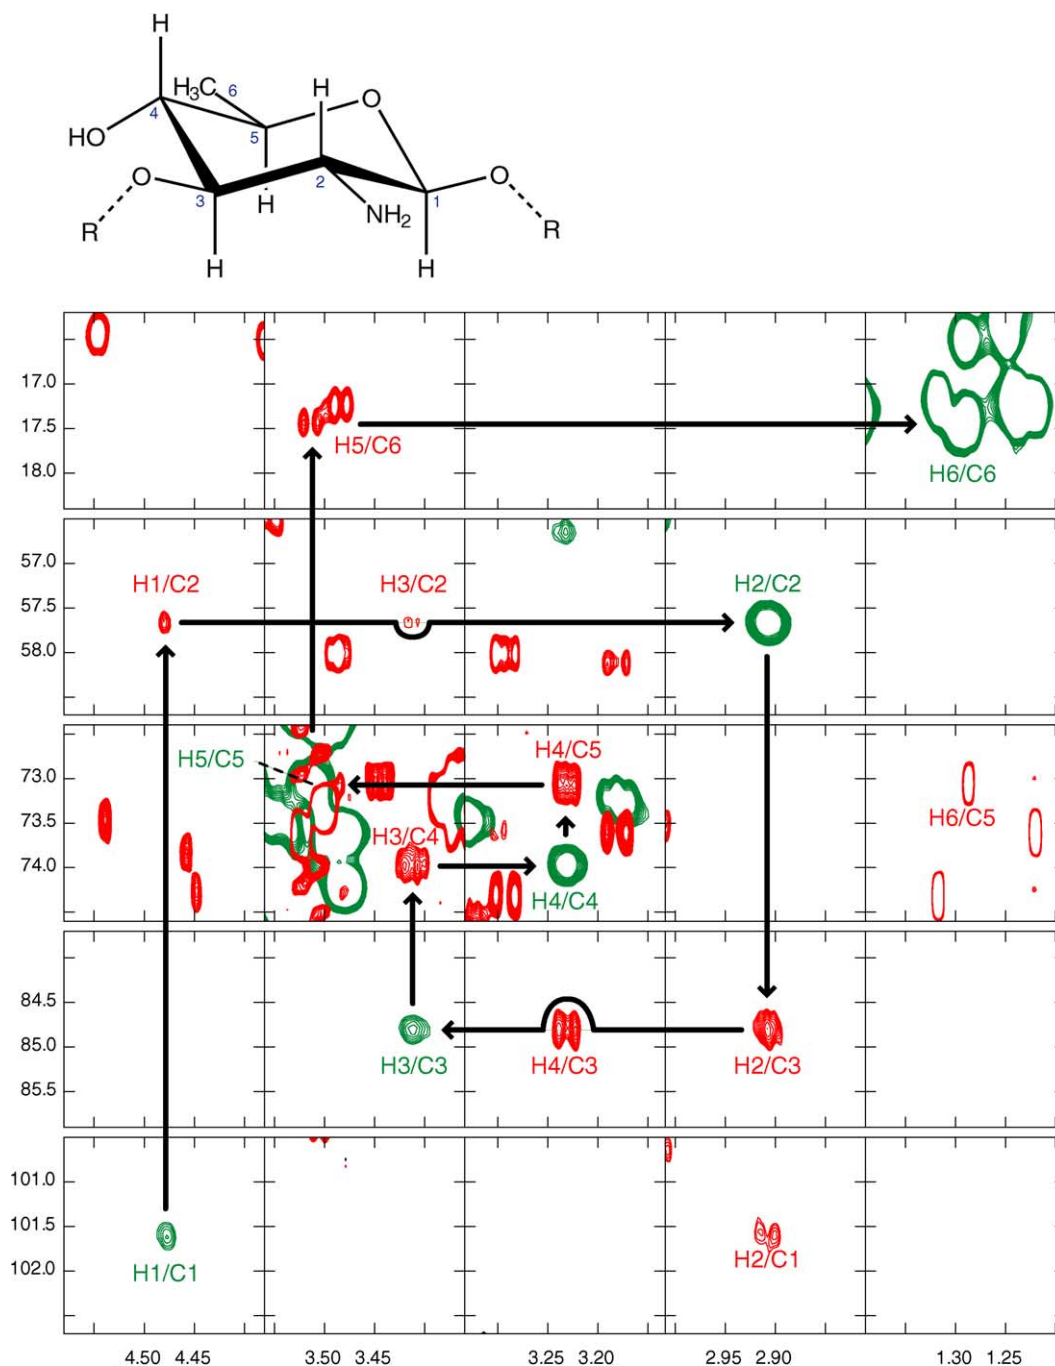 H
H₃C 6 H O
4
HO 5
O 2 O
3 H 1
R NH₂ R
H H
17.0
17.5
H5/C6
18.0 H6/C6
57.0
H1/C2 H3/C2 H2/C2
57.5
58.0
H5/C5 H4/C5
73.0
73.5 H6/C5
H3/C4
74.0
H4/C4
84.5
85.0
H3/C3 H4/C3 H2/C3
85.5
101.0
101.5
H2/C1
102.0 H1/C1
4.50 4.45 3.50 3.45 3.25 3.20 2.95 2.90 1.30 1.25